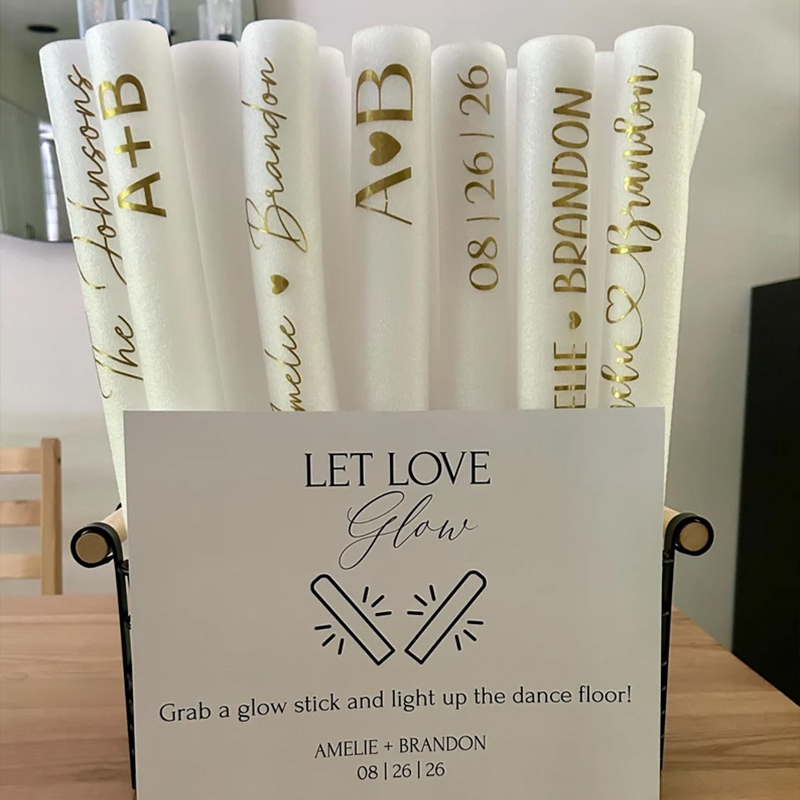 The Johnsons
A+B
Amelie ♥ Brandon
A♥B
08 | 26 | 26
ELIE ♥ BRANDON
Brandon
LET LOVE
Glow
Grab a glow stick and light up the dance floor!
AMELIE + BRANDON
08 | 26 | 26